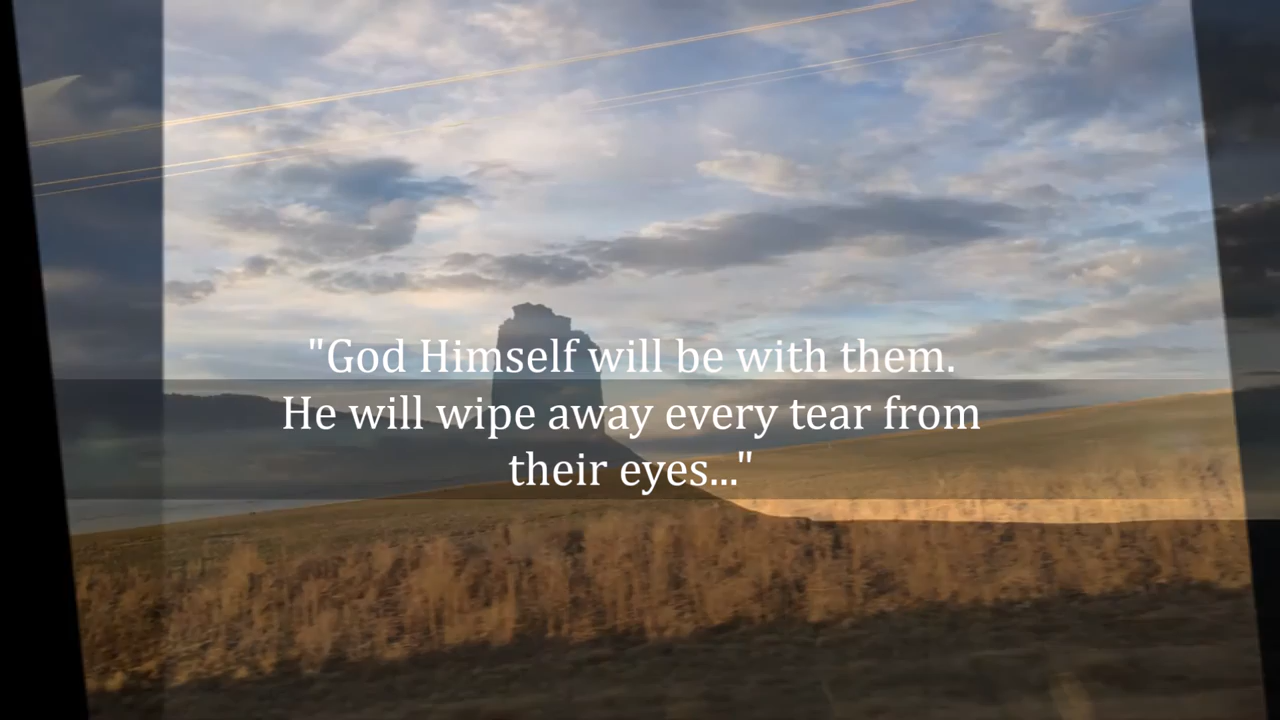 "God Himself will be with them.
He will wipe away every tear from
their eyes..."